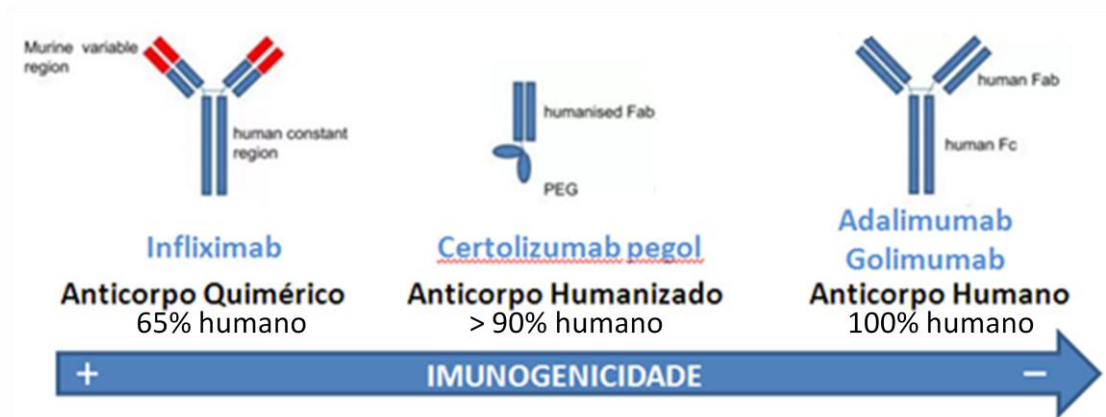 Murine variable
region
human constant
region
Infliximab
Anticorpo Quimérico
65% humano
humanised Fab
PEG
Certolizumab pegol
Anticorpo Humanizado
> 90% humano
human Fab
human Fc
Adalimumab
Golimumab
Anticorpo Humano
100% humano
+ IMUNOGENICIDADE −